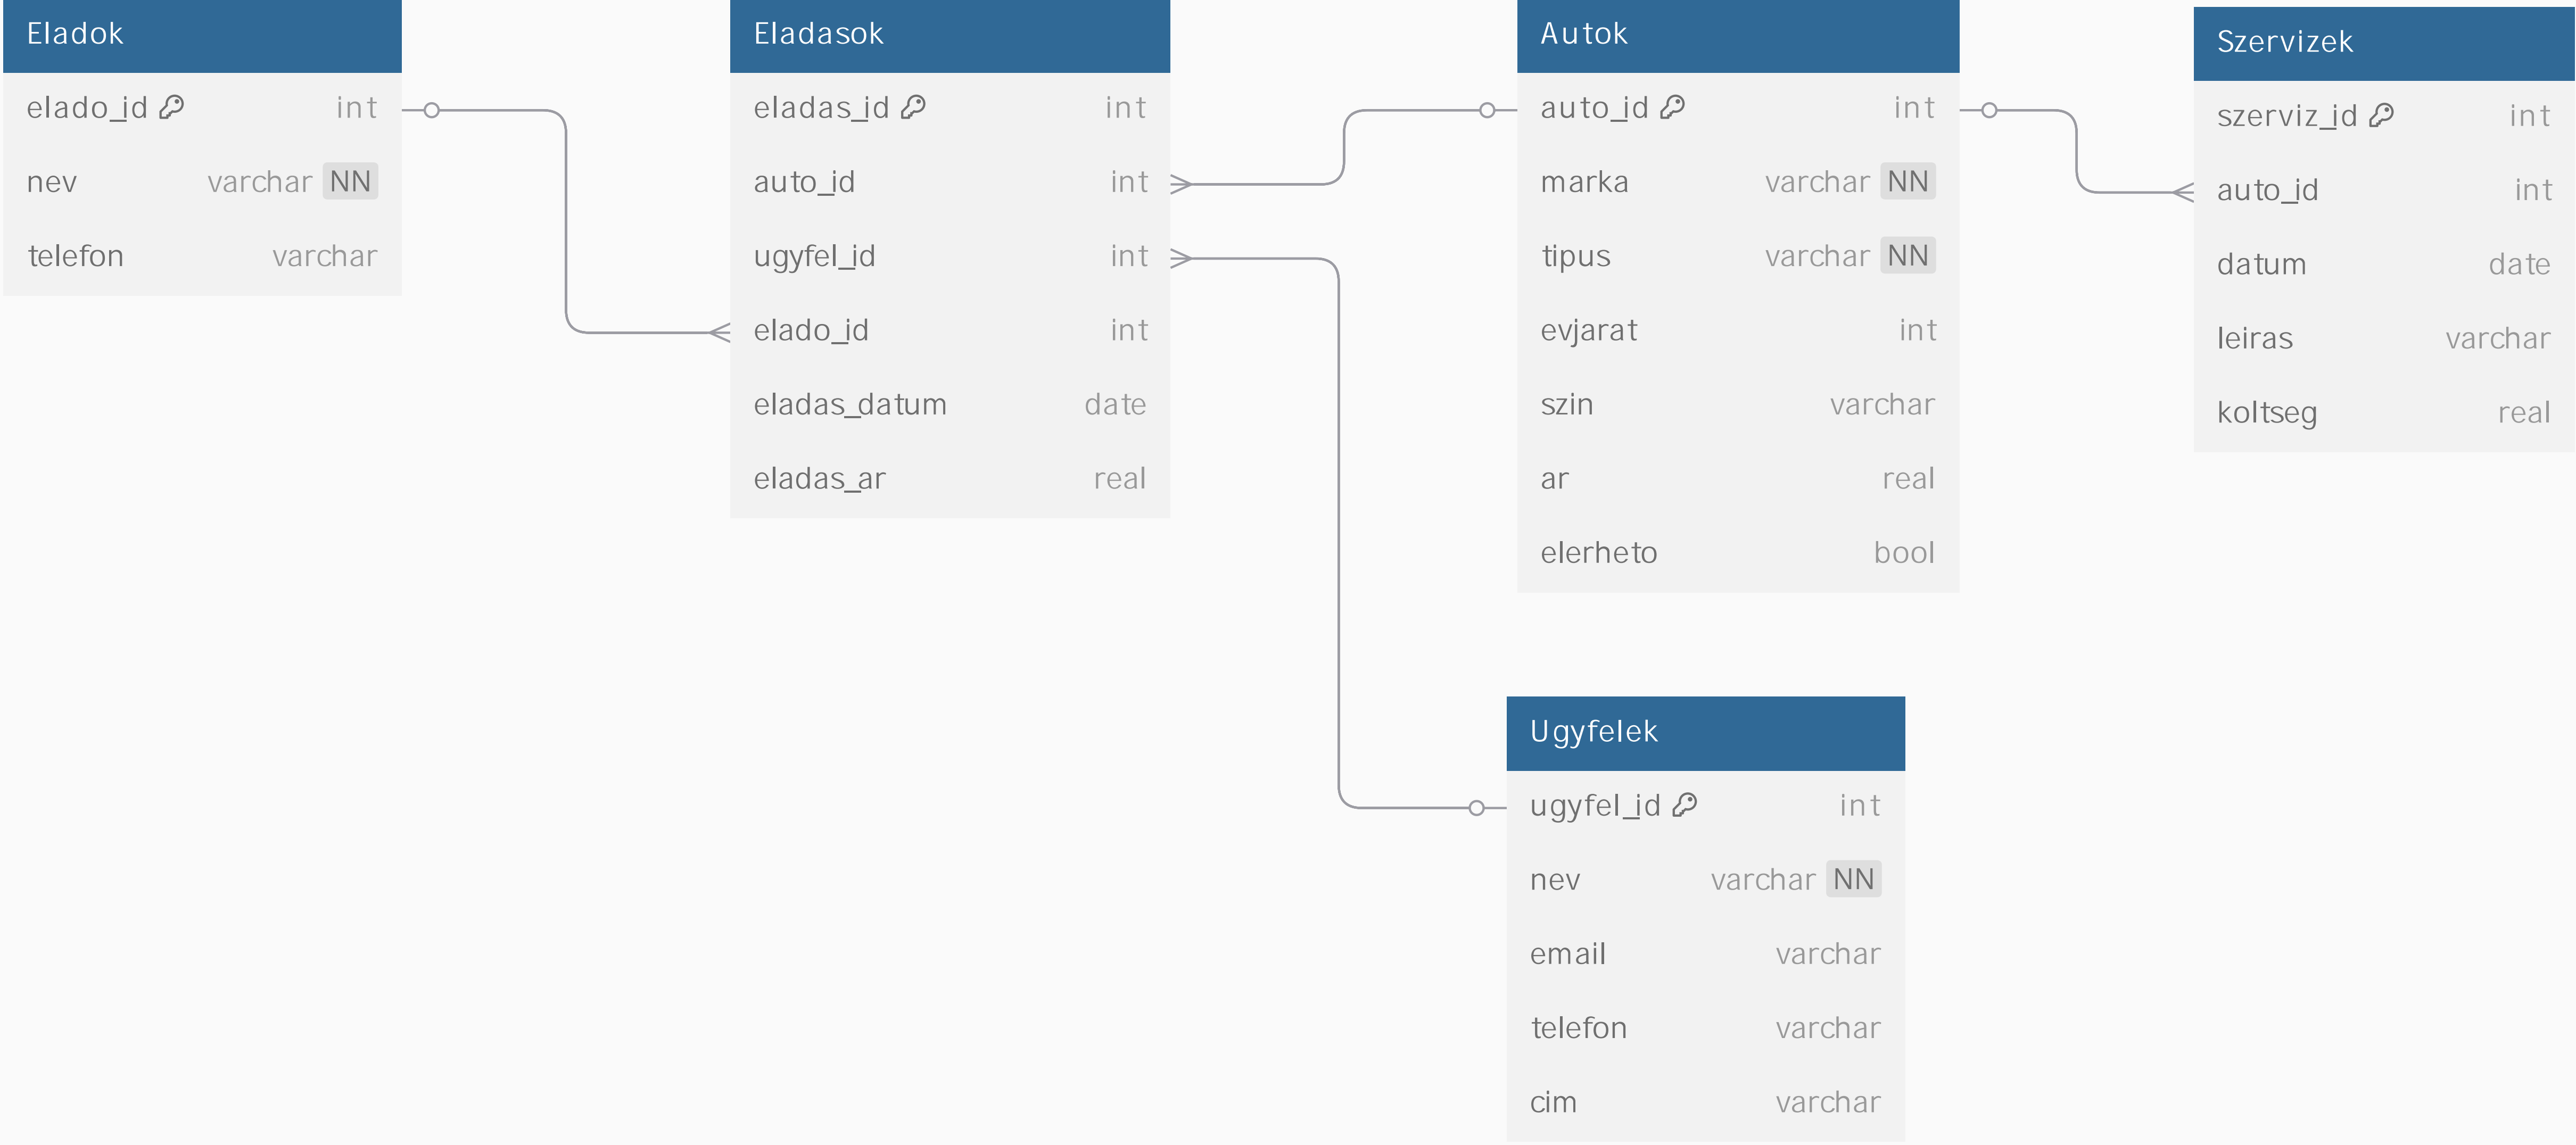 Eladok
elado_id int
nev varchar NN
telefon varchar
Eladasok
eladas_id int
auto_id int
ugyfel_id int
elado_id int
eladas_datum date
eladas_ar real
Autok
auto_id int
marka varchar NN
tipus varchar NN
evjarat int
szin varchar
ar real
elerheto bool
Szervizek
szerviz_id int
auto_id int
datum date
leiras varchar
koltseg real
Ugyfelek
ugyfel_id int
nev varchar NN
email varchar
telefon varchar
cim varchar